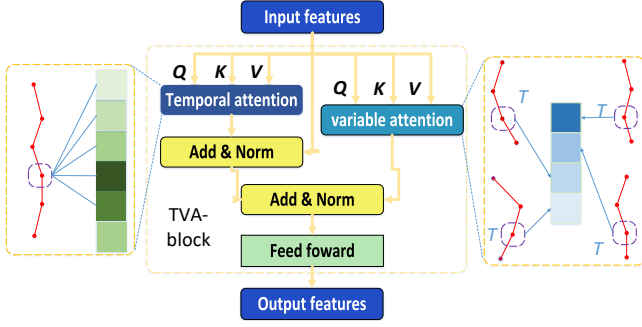 Input features
Q K V
Q K V
Temporal attention
variable attention
Add & Norm
Add & Norm
TVA-
block
Feed foward
Output features
T
T
T
T